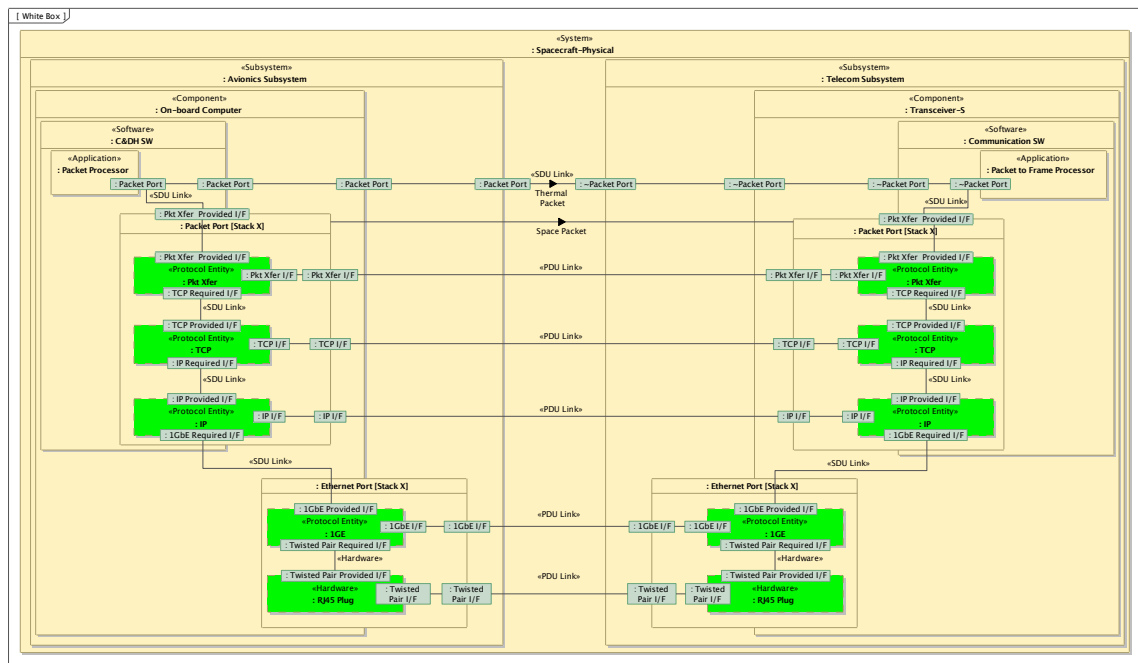 [ White Box ]
«System»
: Spacecraft-Physical
«Subsystem»
: Avionics Subsystem
«Subsystem»
: Telecom Subsystem
«Component»
: On-board Computer
«Component»
: Transceiver-S
«Software»
: C&DH SW
«Software»
: Communication SW
«Application»
: Packet Processor
«Application»
: Packet to Frame Processor
: Packet Port
: Packet Port
: Packet Port
: Packet Port
«SDU Link»
Thermal
Packet
: ~Packet Port
: ~Packet Port
: ~Packet Port
: ~Packet Port
«SDU Link»
«SDU Link»
: Pkt Xfer Provided I/F
: Packet Port [Stack X]
Space Packet
: Pkt Xfer Provided I/F
: Packet Port [Stack X]
: Pkt Xfer Provided I/F
«Protocol Entity»
: Pkt Xfer
: Pkt Xfer I/F
: Pkt Xfer I/F
: TCP Required I/F
«PDU Link»
: Pkt Xfer Provided I/F
«Protocol Entity»
: Pkt Xfer
: Pkt Xfer I/F
: Pkt Xfer I/F
: TCP Required I/F
«SDU Link»
«SDU Link»
: TCP Provided I/F
«Protocol Entity»
: TCP
: TCP I/F
: TCP I/F
: IP Required I/F
«PDU Link»
: TCP Provided I/F
«Protocol Entity»
: TCP
: TCP I/F
: TCP I/F
: IP Required I/F
«SDU Link»
«SDU Link»
: IP Provided I/F
«Protocol Entity»
: IP
: IP I/F
: IP I/F
: 1GbE Required I/F
«PDU Link»
: IP Provided I/F
«Protocol Entity»
: IP
: IP I/F
: IP I/F
: 1GbE Required I/F
«SDU Link»
«SDU Link»
: Ethernet Port [Stack X]
: Ethernet Port [Stack X]
: 1GbE Provided I/F
«Protocol Entity»
: 1GE
: 1GbE I/F
: 1GbE I/F
: Twisted Pair Required I/F
«PDU Link»
: 1GbE Provided I/F
«Protocol Entity»
: 1GE
: 1GbE I/F
: 1GbE I/F
: Twisted Pair Required I/F
«Hardware»
«Hardware»
: Twisted Pair Provided I/F
«Hardware»
: RJ45 Plug
: Twisted
Pair I/F
: Twisted
Pair I/F
«PDU Link»
: Twisted Pair Provided I/F
«Hardware»
: RJ45 Plug
: Twisted
Pair I/F
: Twisted
Pair I/F